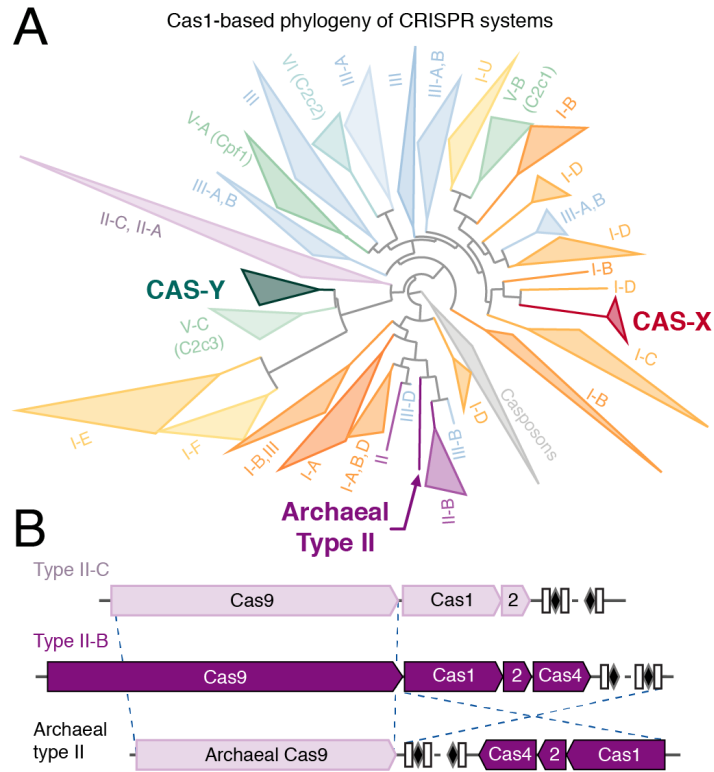 A
Cas1-based phylogeny of CRISPR systems
III
VI (C2c2)
III-A
III
III-A,B
I-U
V-B
(C2c1)
I-B
V-A (Cpf1)
I-D
III-A,B
III-A,B
II-C, II-A
I-D
I-B
I-D
CAS-Y
CAS-X
V-C
(C2c3)
I-C
I-B
Casposons
I-E
I-F
I-B,III
I-A
I-A,B,D
II
III-D
III-B
I-D
II-B
Archaeal
Type II
B
Type II-C
Cas9
Cas1
2
Type II-B
Cas9
Cas1
2
Cas4
Archaeal
type II
Archaeal Cas9
Cas4
2
Cas1